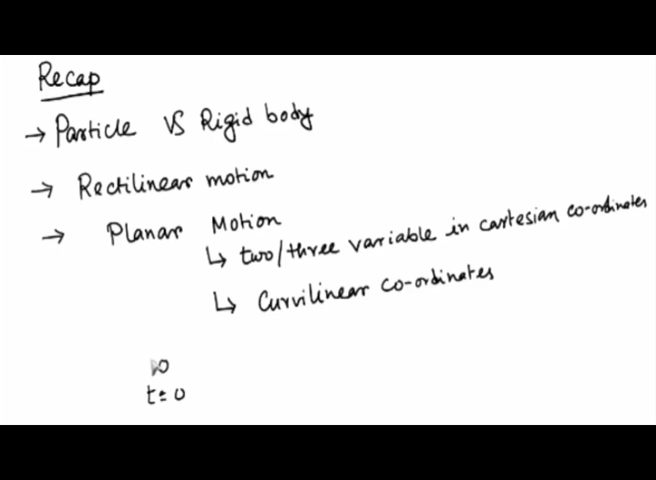 Recap
→ Particle VS Rigid body
→ Rectilinear motion
→ Planar Motion
↳ two/three variable in cartesian co-ordinates
↳ Curvilinear co-ordinates
t=0